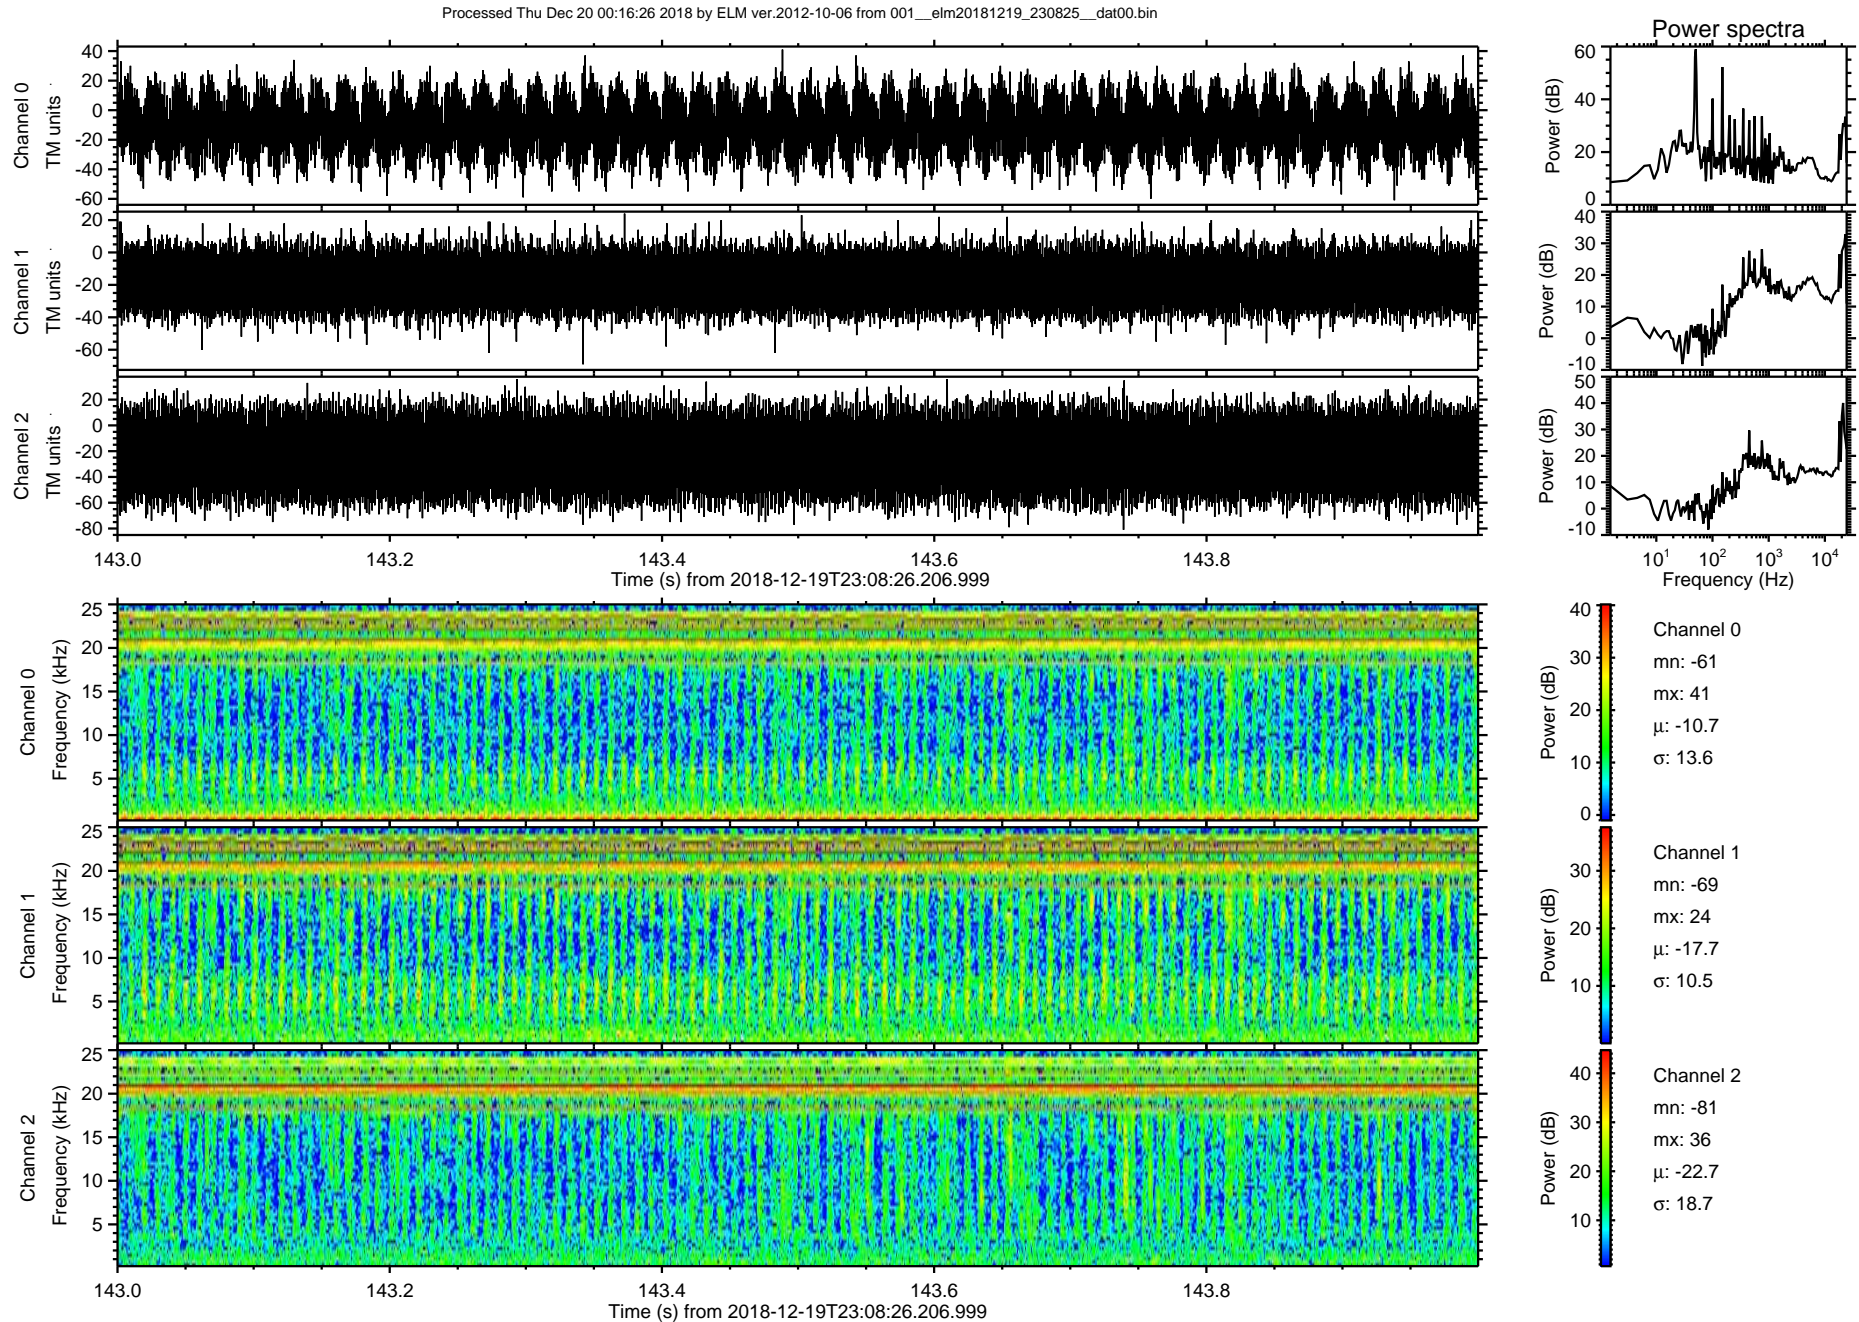 Processed Thu Dec 20 00:16:26 2018 by ELM ver.2012-10-06 from 001__elm20181219_230825__dat00.bin
Power spectra
Channel 0
TM units
40
20
0
-20
-40
-60
Power (dB)
60
40
20
0
Channel 1
TM units
20
0
-20
-40
-60
Power (dB)
40
30
20
10
0
-10
Channel 2
TM units
20
0
-20
-40
-60
-80
Power (dB)
50
40
30
20
10
0
-10
143.0 143.2 143.4 143.6 143.8
Time (s) from 2018-12-19T23:08:26.206.999
10^1 10^2 10^3 10^4
Frequency (Hz)
Channel 0
Frequency (kHz)
25
20
15
10
5
Power (dB)
40
30
20
10
0
Channel 0
mn: -61
mx: 41
μ: -10.7
σ: 13.6
Channel 1
Frequency (kHz)
25
20
15
10
5
Power (dB)
30
20
10
Channel 1
mn: -69
mx: 24
μ: -17.7
σ: 10.5
Channel 2
Frequency (kHz)
25
20
15
10
5
Power (dB)
40
30
20
10
Channel 2
mn: -81
mx: 36
μ: -22.7
σ: 18.7
143.0 143.2 143.4 143.6 143.8
Time (s) from 2018-12-19T23:08:26.206.999